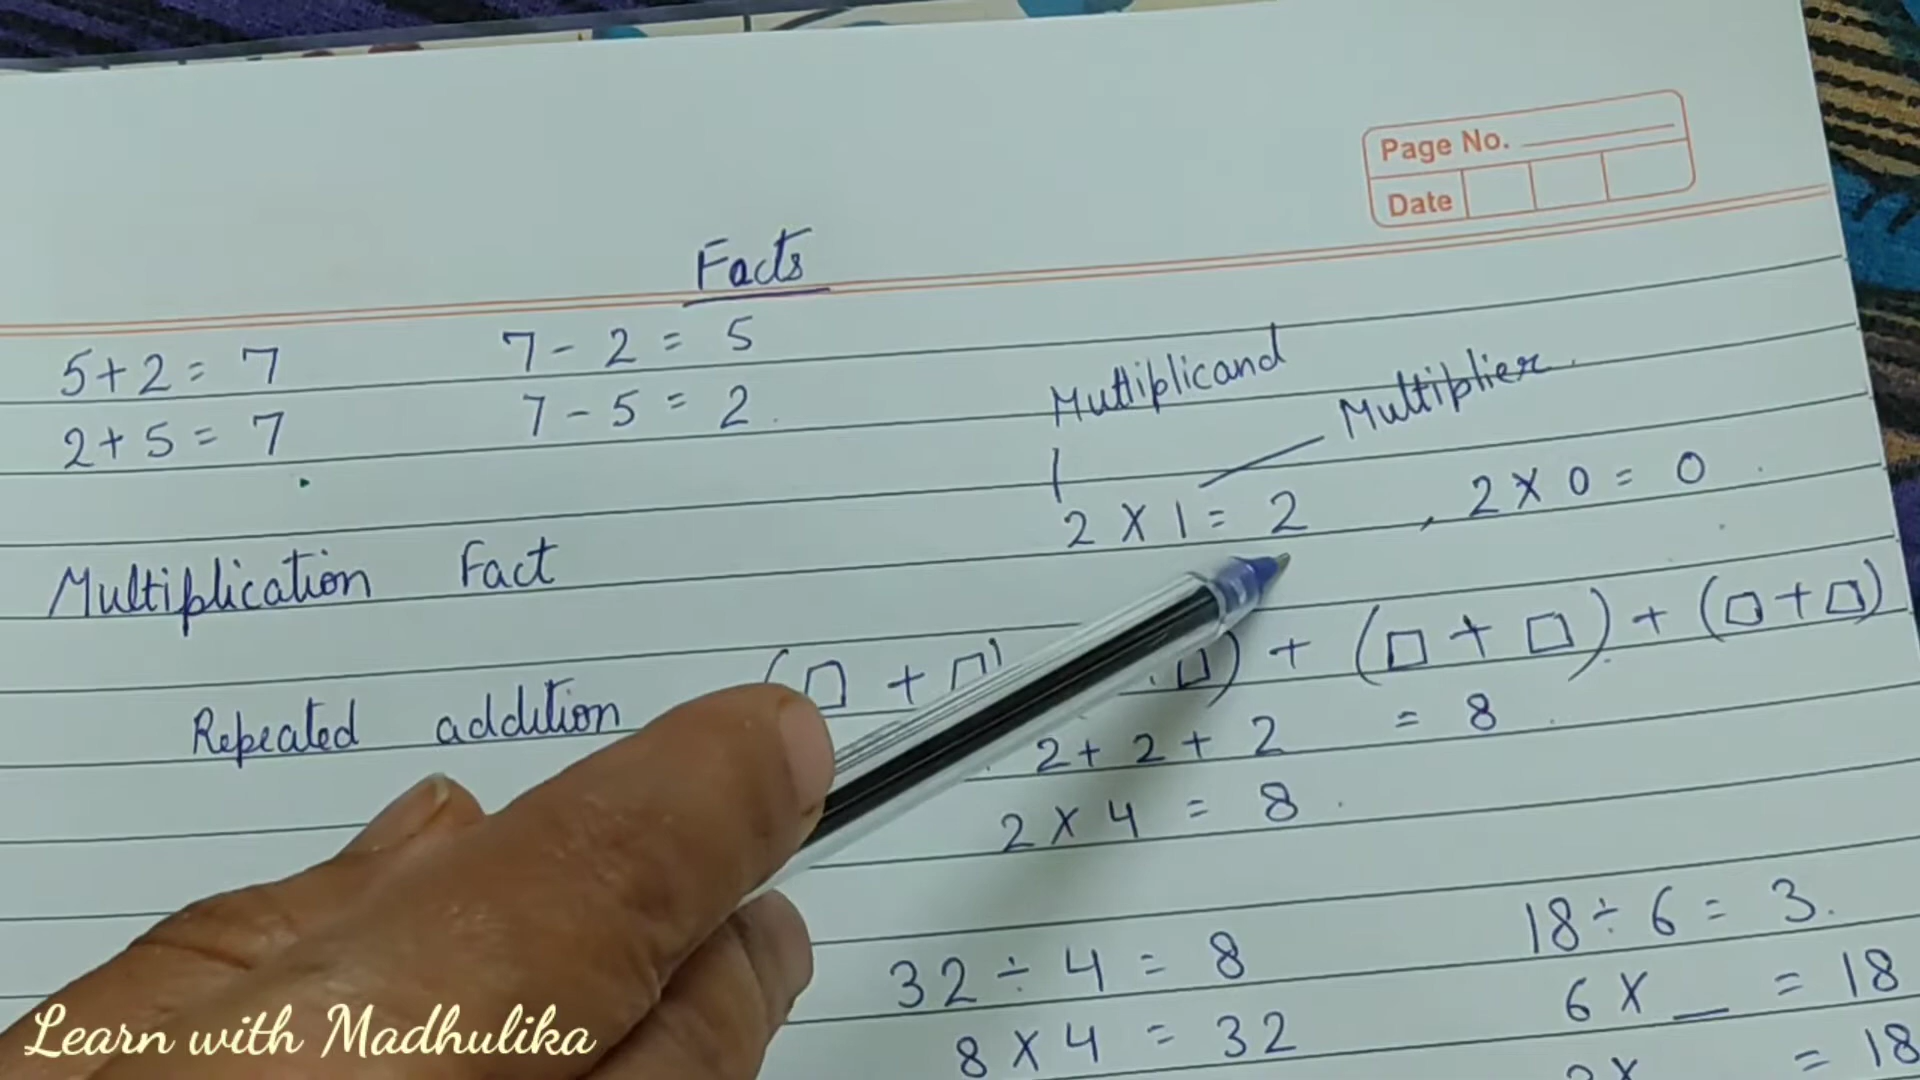 Page No.
Date
Facts
5 + 2 = 7    7 - 2 = 5
2 + 5 = 7    7 - 5 = 2
Multiplicand    Multiplier
Multiplication Fact    2 X 1 = 2 , 2 X 0 = 0
Repeated addition (□ + □) □) + (□ + □) + (□ + □)
2 + 2 + 2 = 8
2 X 4 = 8
32 ÷ 4 = 8    18 ÷ 6 = 3
8 X 4 = 32    6 X _ = 18
= 18
Learn with Madhulika